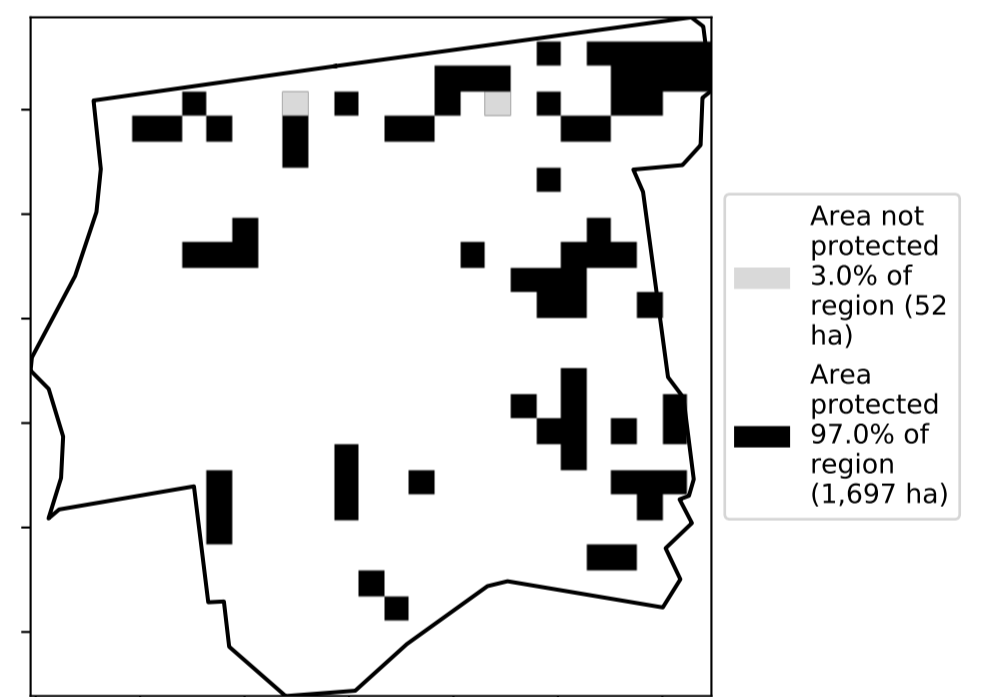 Area not
protected
3.0% of
region (52
ha)
Area
protected
97.0% of
region
(1,697 ha)